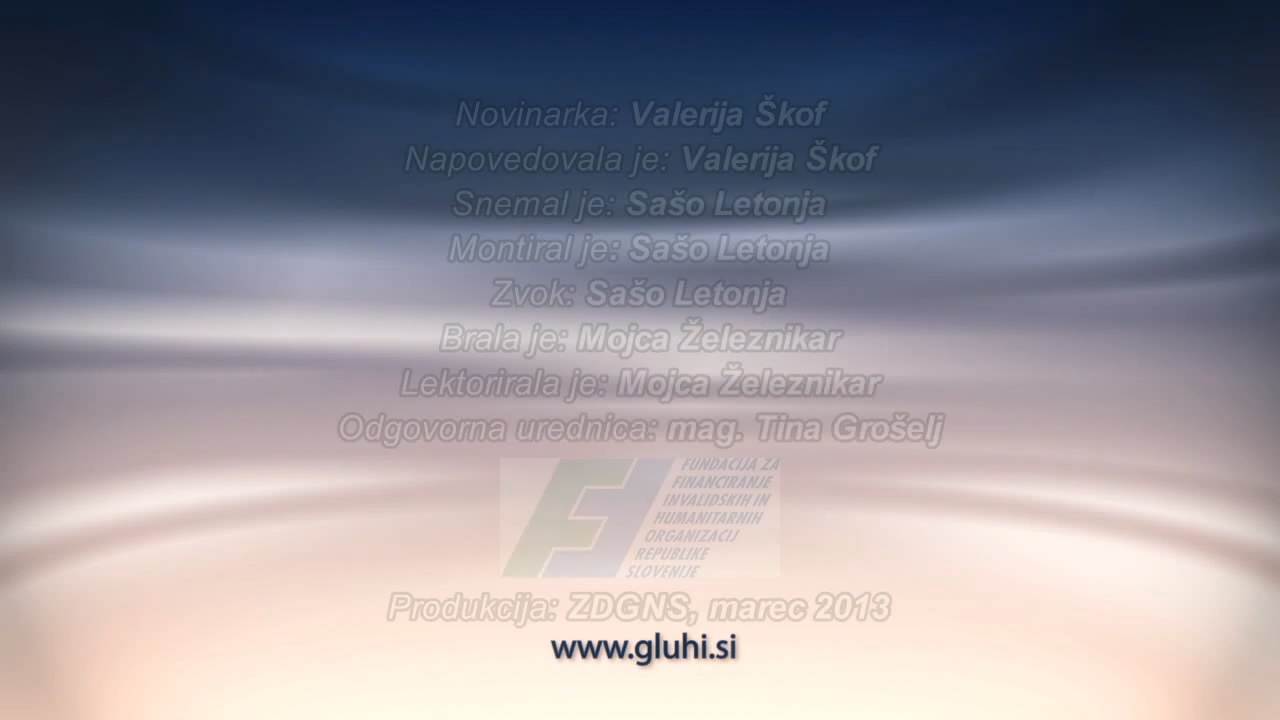 Novinarka: Valerija Škof
Napovedovala je: Valerija Škof
Snemal je: Sašo Letonja
Montiral je: Sašo Letonja
Zvok: Sašo Letonja
Brala je: Mojca Železnikar
Lektorirala je: Mojca Železnikar
Odgovorna urednica: mag. Tina Grošelj
FUNDACIJA ZA
FINANCIRANJE
INVALIDSKIH IN
HUMANITARNIH
ORGANIZACIJ
REPUBLIKE
SLOVENIJE
Produkcija: ZDGNS, marec 2013
www.gluhi.si